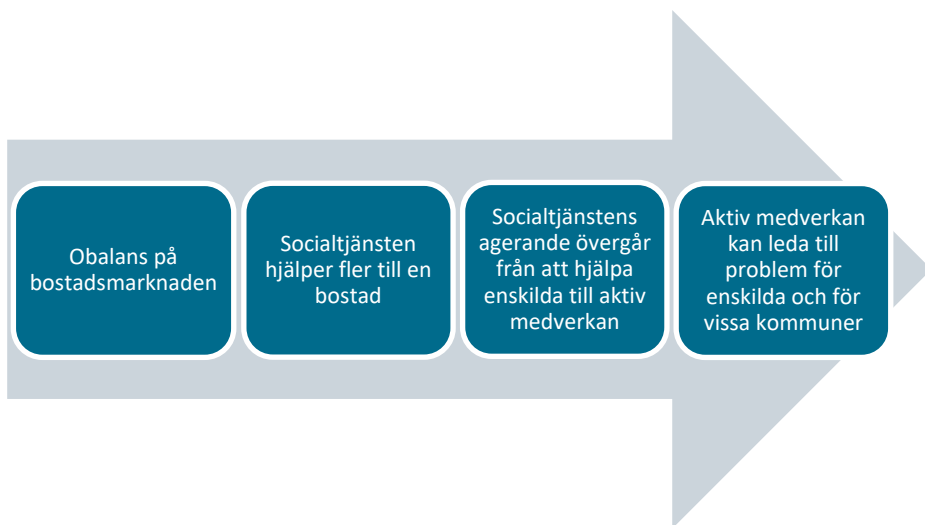 Obalans på
bostadsmarknaden
Socialtjänsten
hjälper fler till en
bostad
Socialtjänstens
agerande övergår
från att hjälpa
enskilda till aktiv
medverkan
Aktiv medverkan
kan leda till
problem för
enskilda och för
vissa kommuner